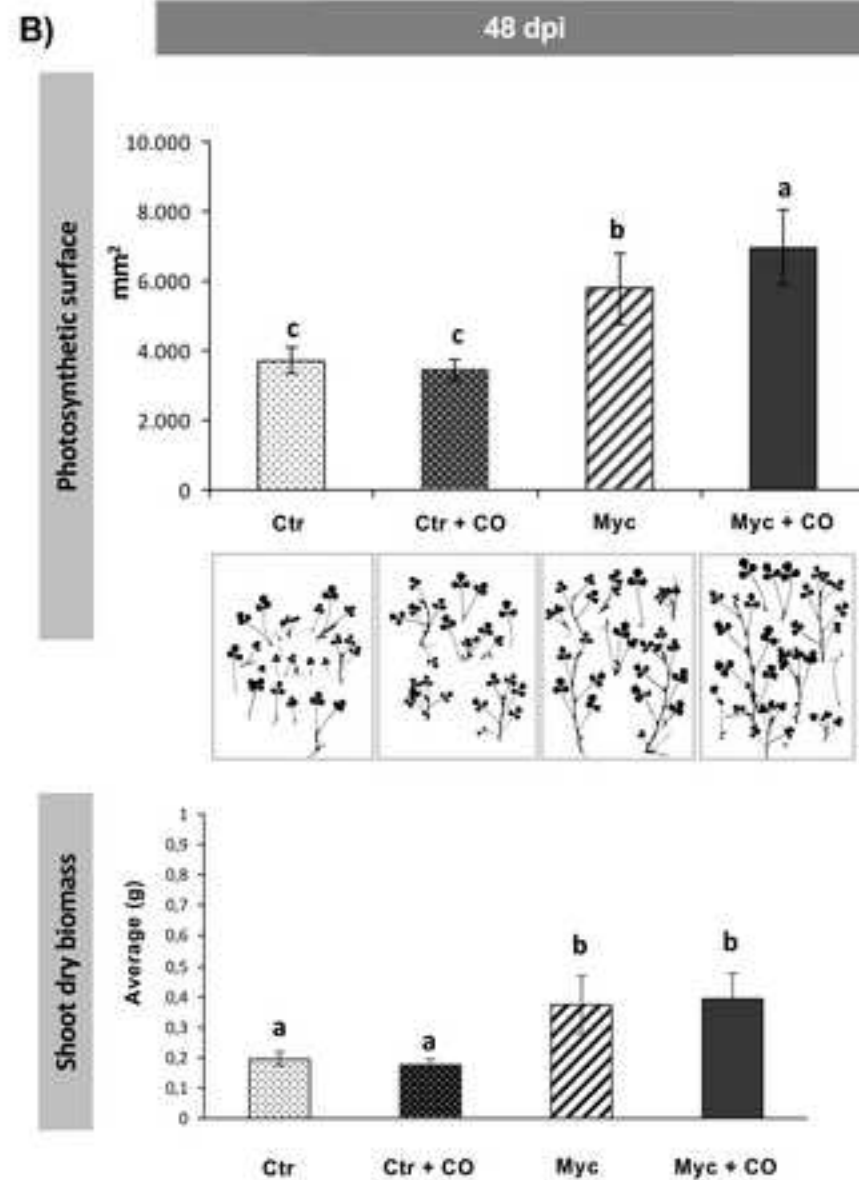 B)
48 dpi
Photosynthetic surface
mm²
10.000
8.000
6.000
4.000
2.000
0
c
c
b
a
Ctr
Ctr + CO
Myc
Myc + CO
Shoot dry biomass
Average (g)
1
0,9
0,8
0,7
0,6
0,5
0,4
0,3
0,2
0,1
0
a
a
b
b
Ctr
Ctr + CO
Myc
Myc + CO